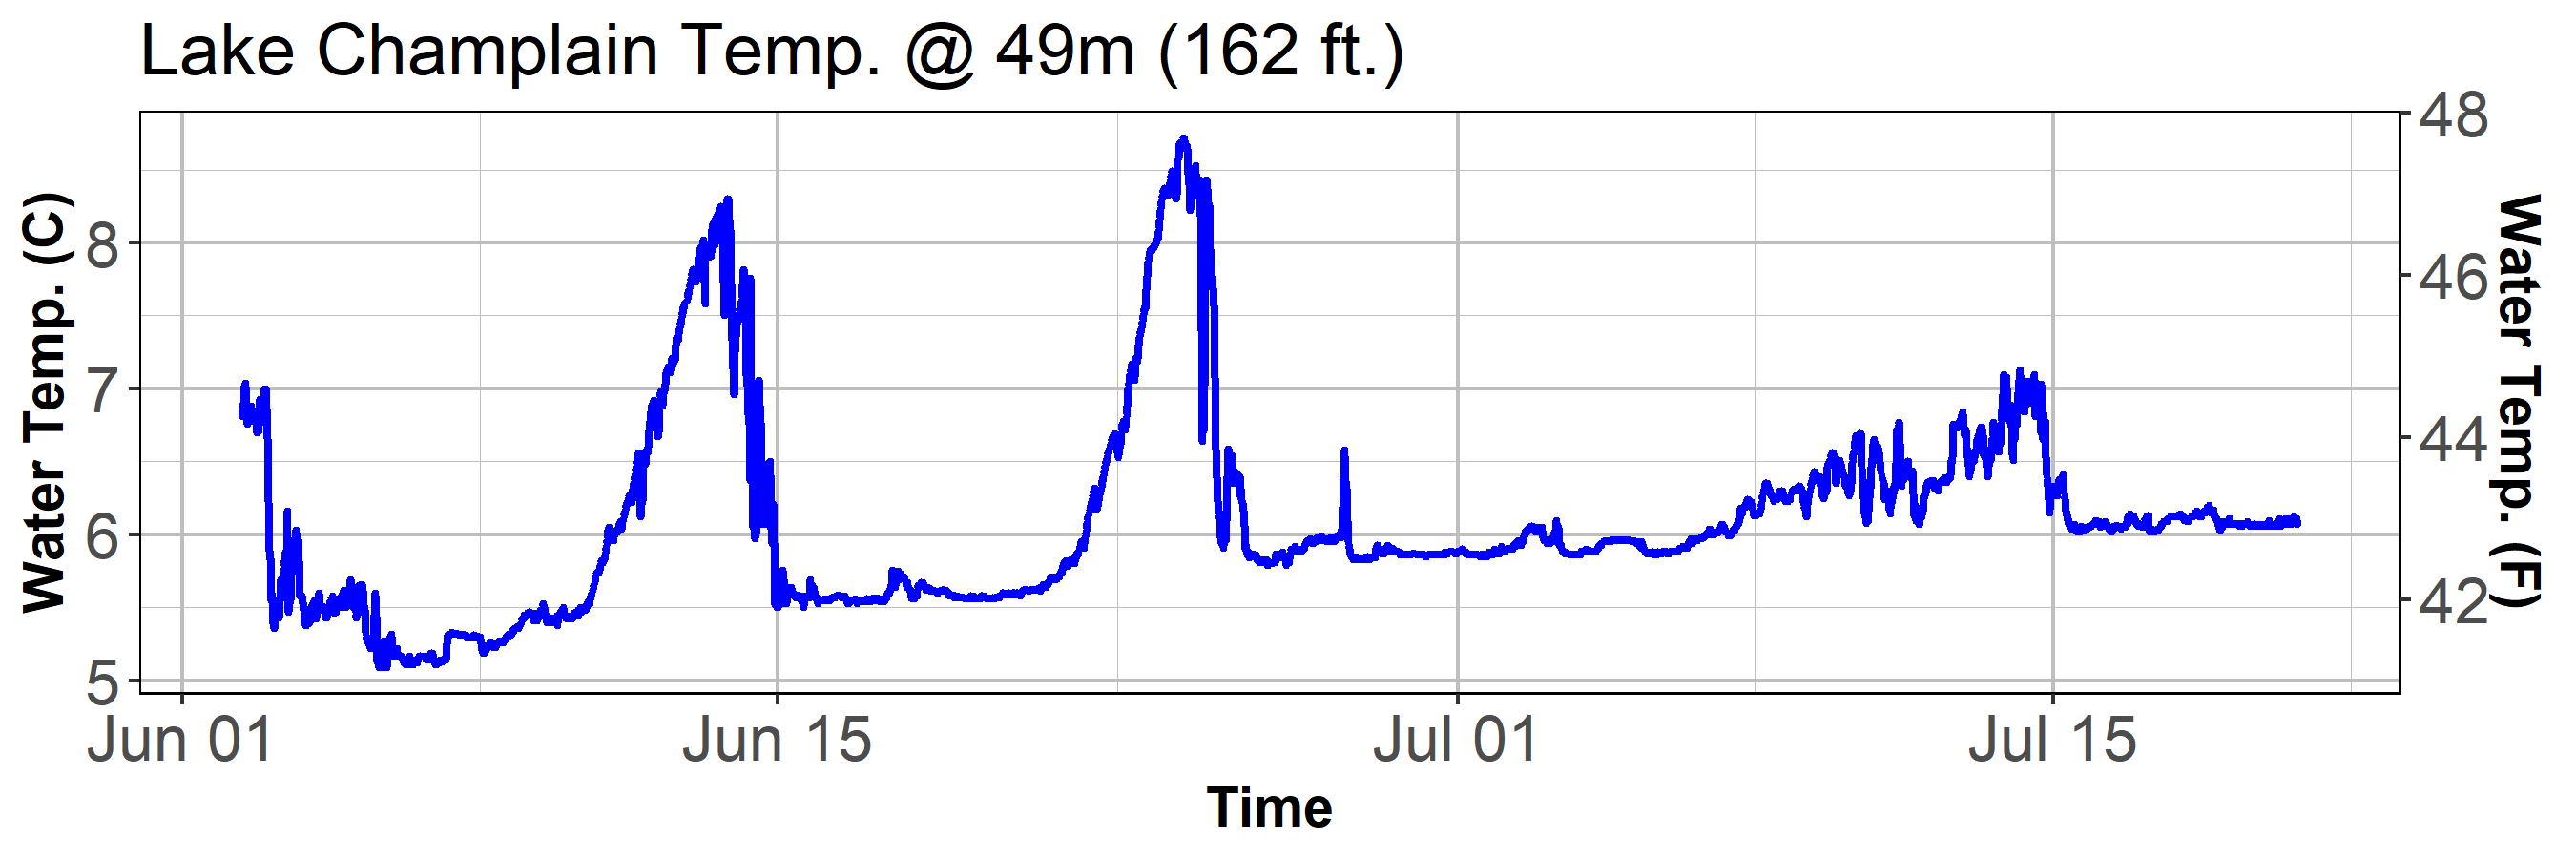 Lake Champlain Temp. @ 49m (162 ft.)
Water Temp. (C)
8
7
6
5
48
46
44
42
Water Temp. (F)
Jun 01 Jun 15 Jul 01 Jul 15
Time